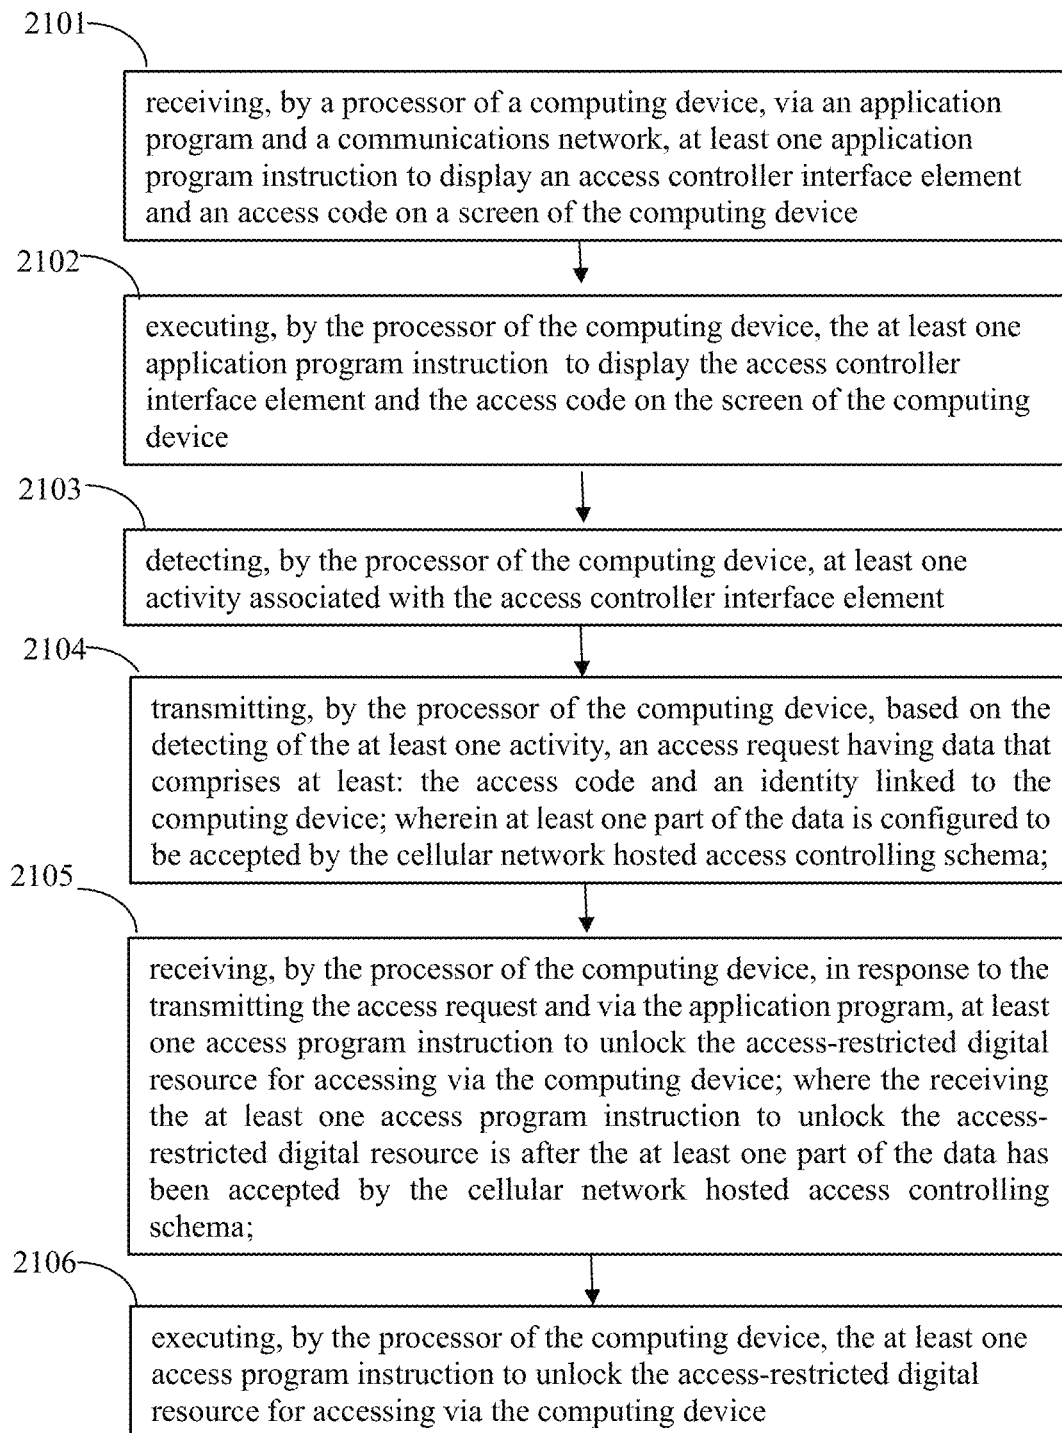 2101
receiving, by a processor of a computing device, via an application
program and a communications network, at least one application
program instruction to display an access controller interface element
and an access code on a screen of the computing device
2102
executing, by the processor of the computing device, the at least one
application program instruction to display the access controller
interface element and the access code on the screen of the computing
device
2103
detecting, by the processor of the computing device, at least one
activity associated with the access controller interface element
2104
transmitting, by the processor of the computing device, based on the
detecting of the at least one activity, an access request having data that
comprises at least: the access code and an identity linked to the
computing device; wherein at least one part of the data is configured to
be accepted by the cellular network hosted access controlling schema;
2105
receiving, by the processor of the computing device, in response to the
transmitting the access request and via the application program, at least
one access program instruction to unlock the access-restricted digital
resource for accessing via the computing device; where the receiving
the at least one access program instruction to unlock the access-
restricted digital resource is after the at least one part of the data has
been accepted by the cellular network hosted access controlling
schema;
2106
executing, by the processor of the computing device, the at least one
access program instruction to unlock the access-restricted digital
resource for accessing via the computing device